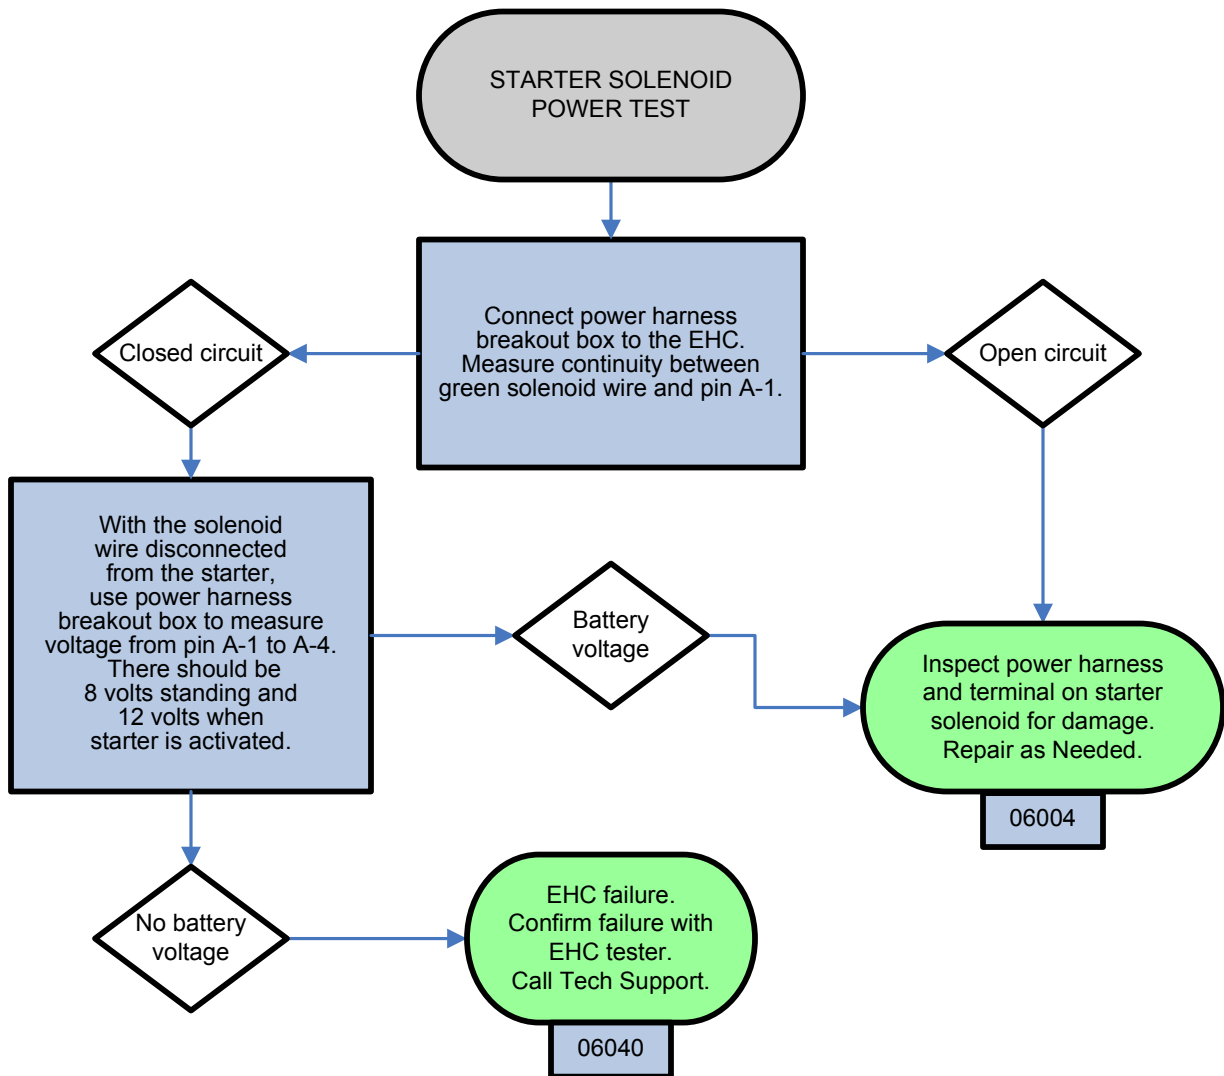 STARTER SOLENOID
POWER TEST
Connect power harness
breakout box to the EHC.
Measure continuity between
green solenoid wire and pin A-1.
Closed circuit
Open circuit
With the solenoid
wire disconnected
from the starter,
use power harness
breakout box to measure
voltage from pin A-1 to A-4.
There should be
8 volts standing and
12 volts when
starter is activated.
Battery
voltage
Inspect power harness
and terminal on starter
solenoid for damage.
Repair as Needed.
06004
No battery
voltage
EHC failure.
Confirm failure with
EHC tester.
Call Tech Support.
06040